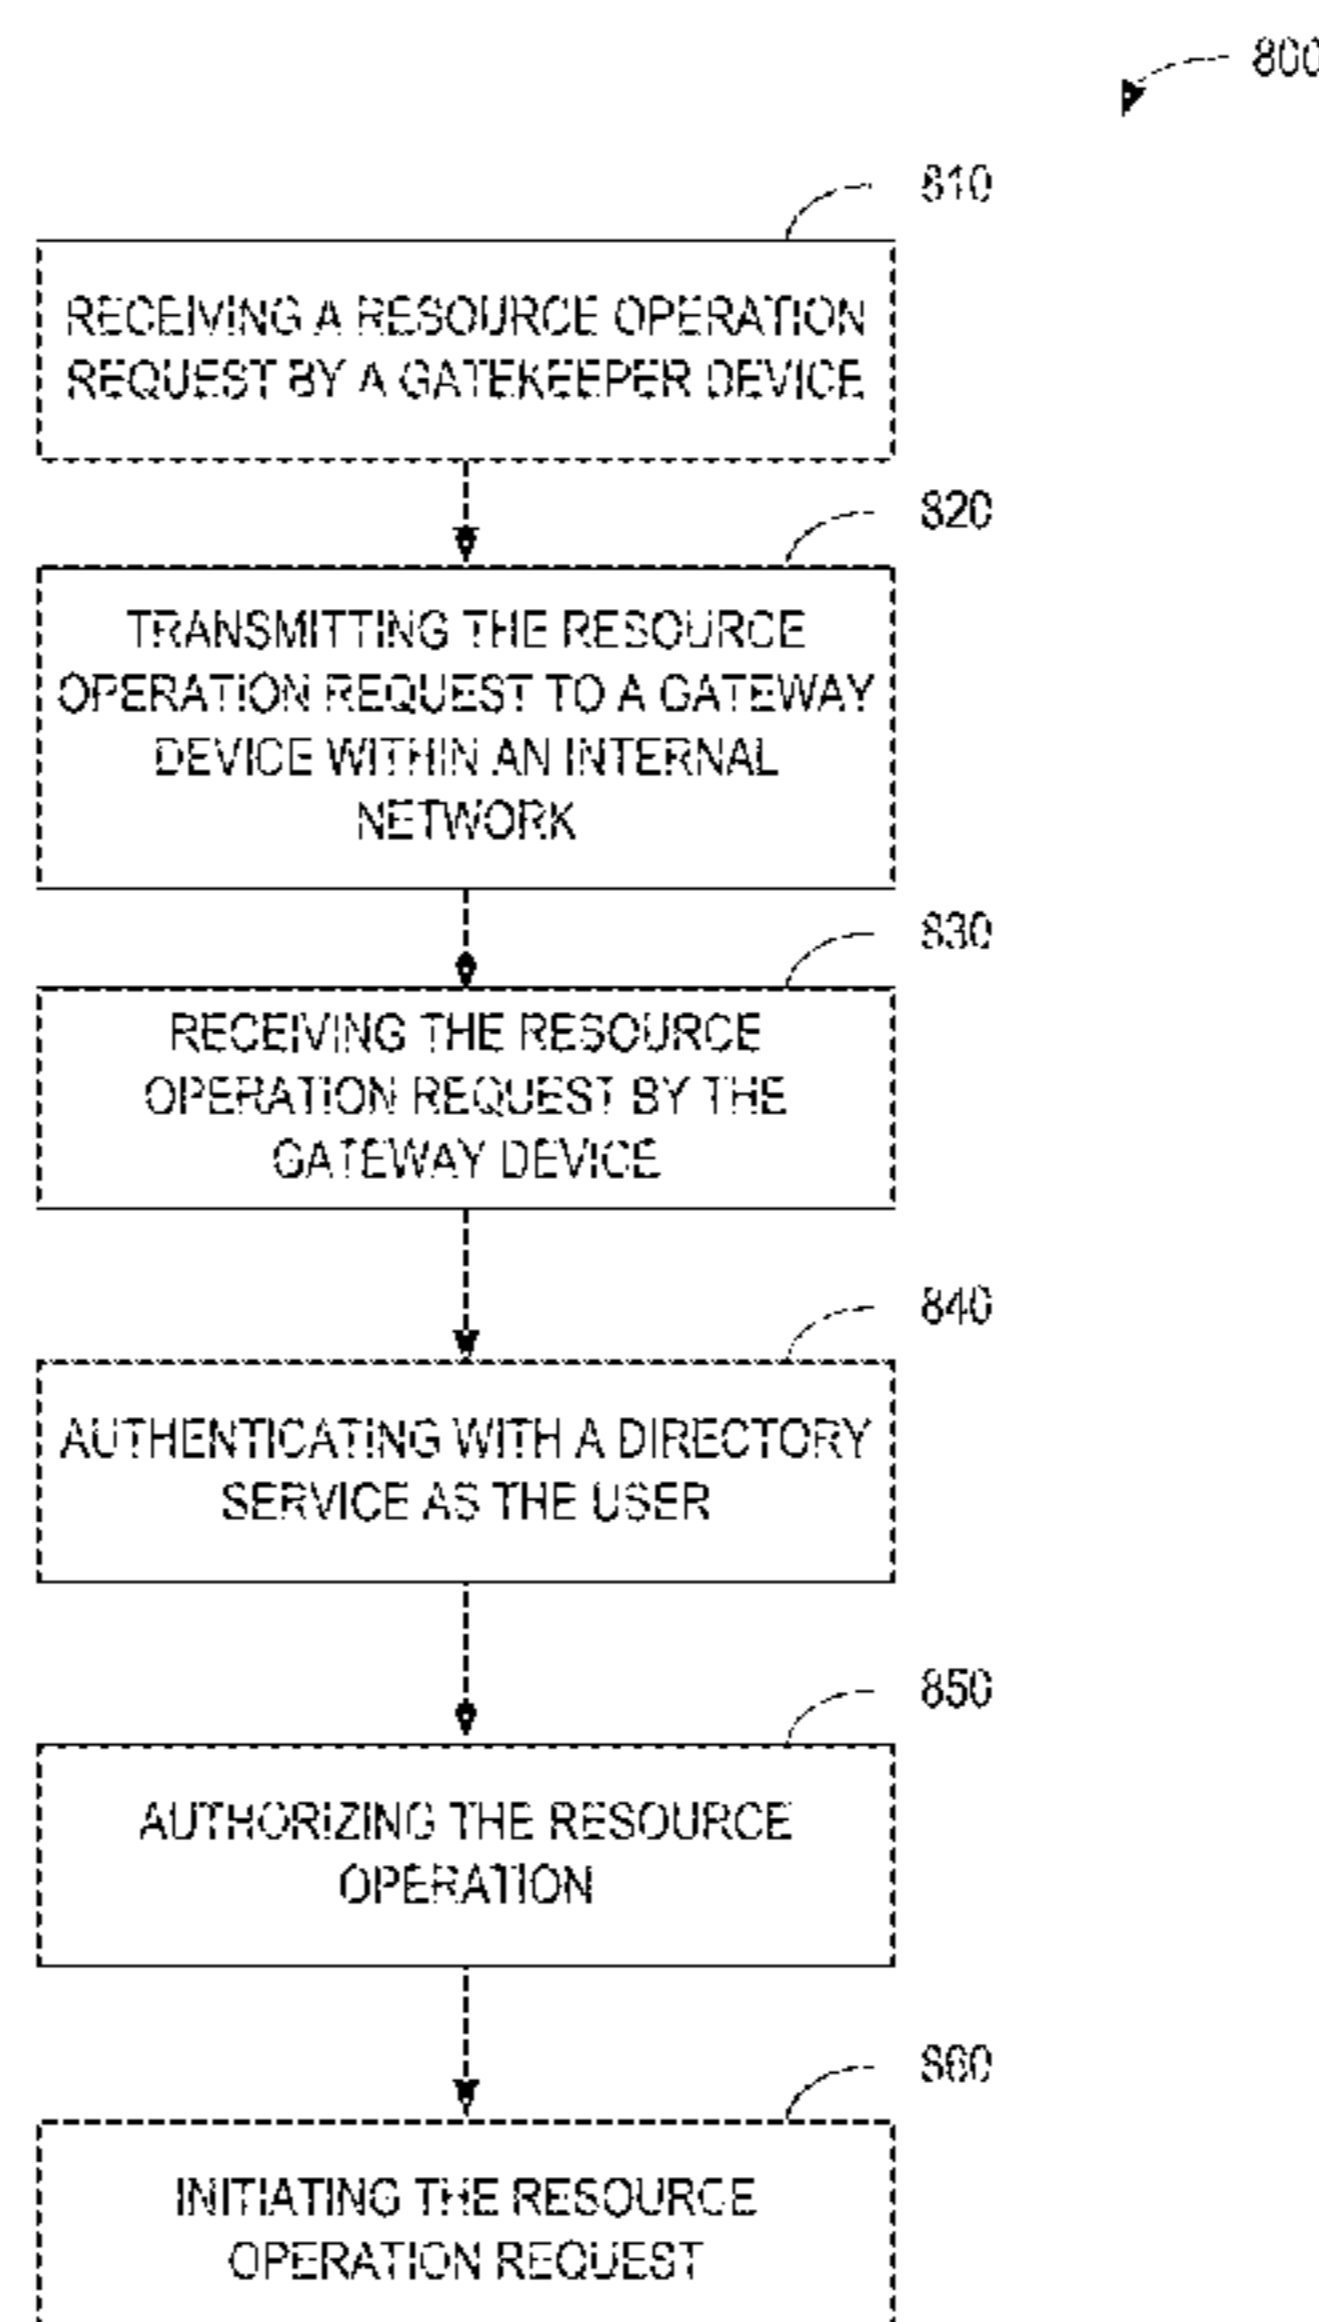 800
810
RECEIVING A RESOURCE OPERATION
REQUEST BY A GATEKEEPER DEVICE
820
TRANSMITTING THE RESOURCE
OPERATION REQUEST TO A GATEWAY
DEVICE WITHIN AN INTERNAL
NETWORK
830
RECEIVING THE RESOURCE
OPERATION REQUEST BY THE
GATEWAY DEVICE
840
AUTHENTICATING WITH A DIRECTORY
SERVICE AS THE USER
850
AUTHORIZING THE RESOURCE
OPERATION
860
INITIATING THE RESOURCE
OPERATION REQUEST